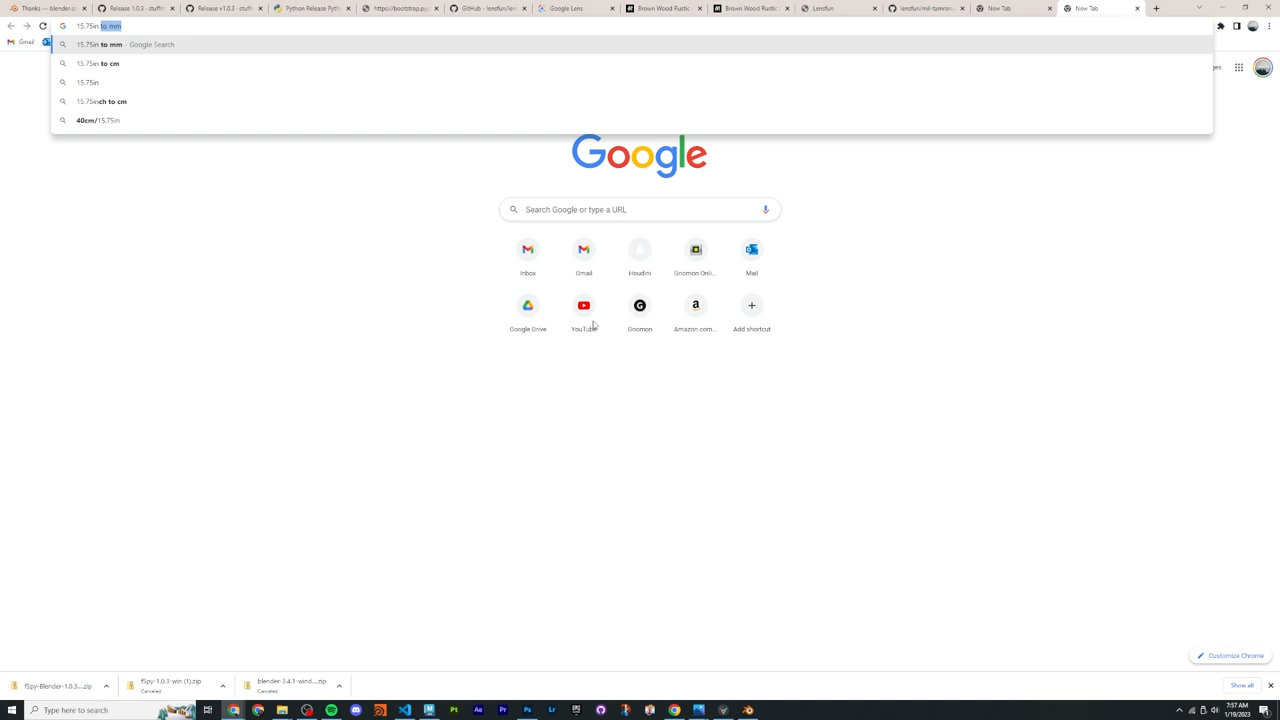 Thanks — blender.o
Release 1.0.3 · stuffm
Release v1.0.3 · stuff
Python Release Pyth
https://bootstrap.pyp
GitHub - lensfun/len
Google Lens
Brown Wood Rustic
Brown Wood Rustic
Lensfun
lensfun/mil-tamron.
New Tab
New Tab
15.75in to mm
Gmail
15.75in to mm - Google Search
15.75in to cm
15.75in
15.75inch to cm
40cm/15.75in
ges
Google
Search Google or type a URL
Inbox
Gmail
Houdini
Gnomon Onli...
Mail
Google Drive
YouTube
Gnomon
Amazon.com...
Add shortcut
Customize Chrome
fSpy-Blender-1.0.3....zip
fSpy-1.0.3-win (1).zip
Canceled
blender-3.4.1-wind....zip
Canceled
Show all
Type here to search
7:57 AM
1/19/2023